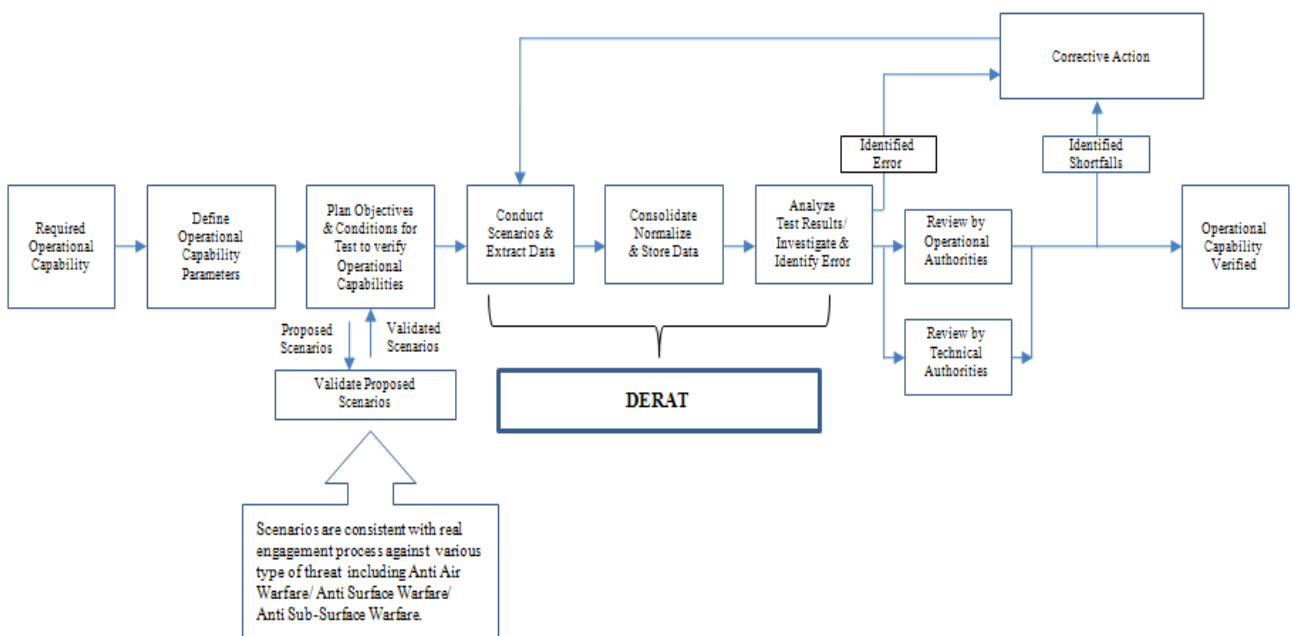 Corrective Action
Identified
Error
Identified
Shortfalls
Required
Operational
Capability
Define
Operational
Capability
Parameters
Plan Objectives
& Conditions for
Test to verify
Operational
Capabilities
Conduct
Scenarios &
Extract Data
Consolidate
Normalize
& Store Data
Analyze
Test Results/
Investigate &
Identify Error
Review by
Operational
Authorities
Operational
Capability
Verified
Proposed
Scenarios
Validated
Scenarios
Review by
Technical
Authorities
Validate Proposed
Scenarios
DERAT
Scenarios are consistent with real
engagement process against various
type of threat including Anti Air
Warfare/ Anti Surface Warfare/
Anti Sub-Surface Warfare.